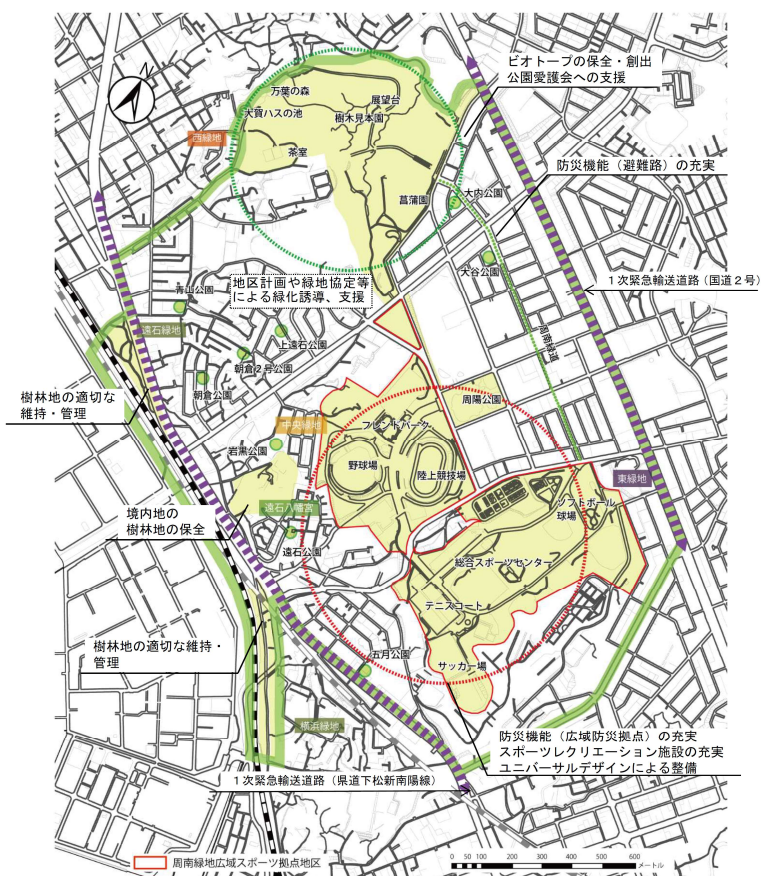 N
ビオトープの保全・創出
公園愛護会への支援
万葉の森
展望台
大賀ハスの池
樹木見本園
西緑地
茶室
防災機能（避難路）の充実
菖蒲園
大内公園
大谷公園
地区計画や緑地協定等
による緑化誘導、支援
１次緊急輸送道路（国道２号）
青山公園
遠石緑地
上遠石公園
周南緑道
朝倉２号公園
朝倉公園
樹林地の適切な
維持・管理
周陽公園
中央緑地
フレンドパーク
岩黒公園
野球場
陸上競技場
東緑地
境内地の
樹林地の保全
遠石八幡宮
ソフトボール
球場
遠石公園
総合スポーツセンター
テニスコート
樹林地の適切な維持・
管理
五月公園
サッカー場
横浜緑地
防災機能（広域防災拠点）の充実
スポーツレクリエーション施設の充実
ユニバーサルデザインによる整備
１次緊急輸送道路（県道下松新南陽線）
周南緑地広域スポーツ拠点地区
0 50 100 200 300 400 500 600
メートル